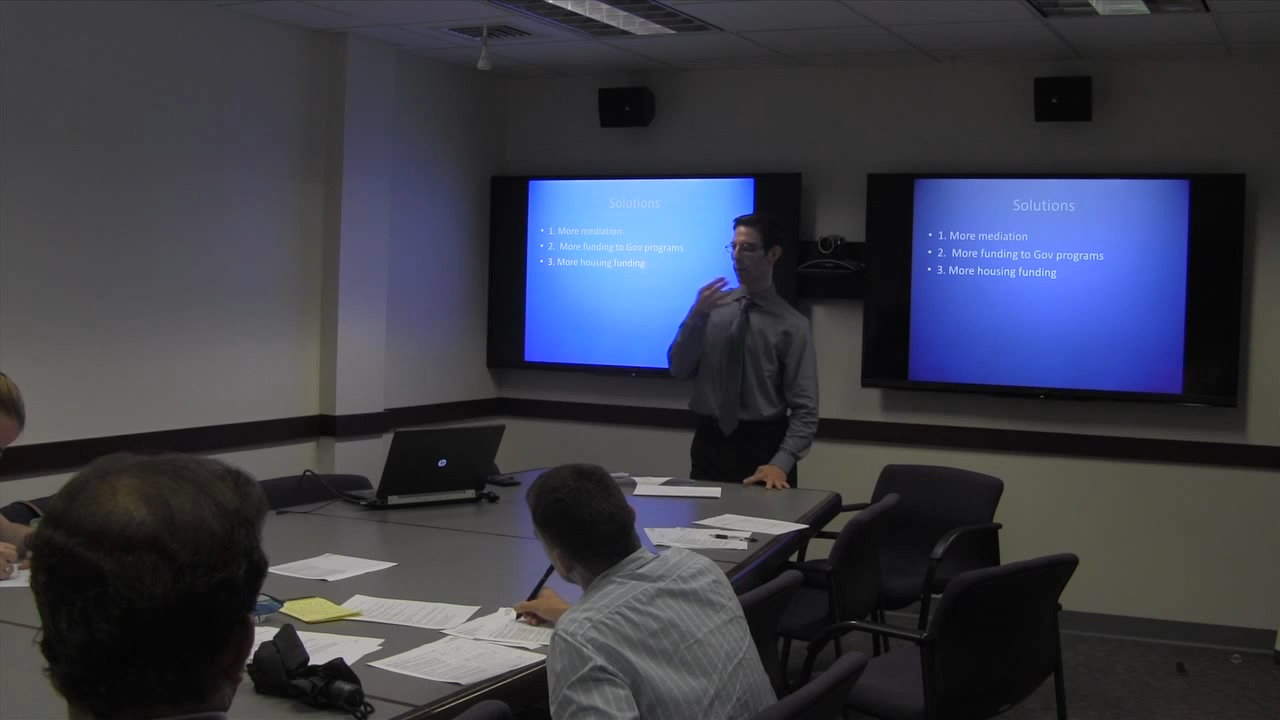 Solutions
• 1. More mediation
• 2. More funding to Gov programs
• 3. More housing funding
Solutions
• 1. More mediation
• 2. More funding to Gov programs
• 3. More housing funding
hp